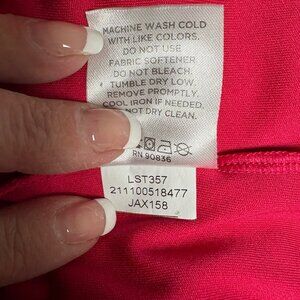 MACHINE WASH COLD
WITH LIKE COLORS.
DO NOT USE
FABRIC SOFTENER
DO NOT BLEACH.
TUMBLE DRY LOW.
REMOVE PROMPTLY.
COOL IRON IF NEEDED.
DO NOT DRY CLEAN.
RN 90836
LST357
211100518477
JAX158